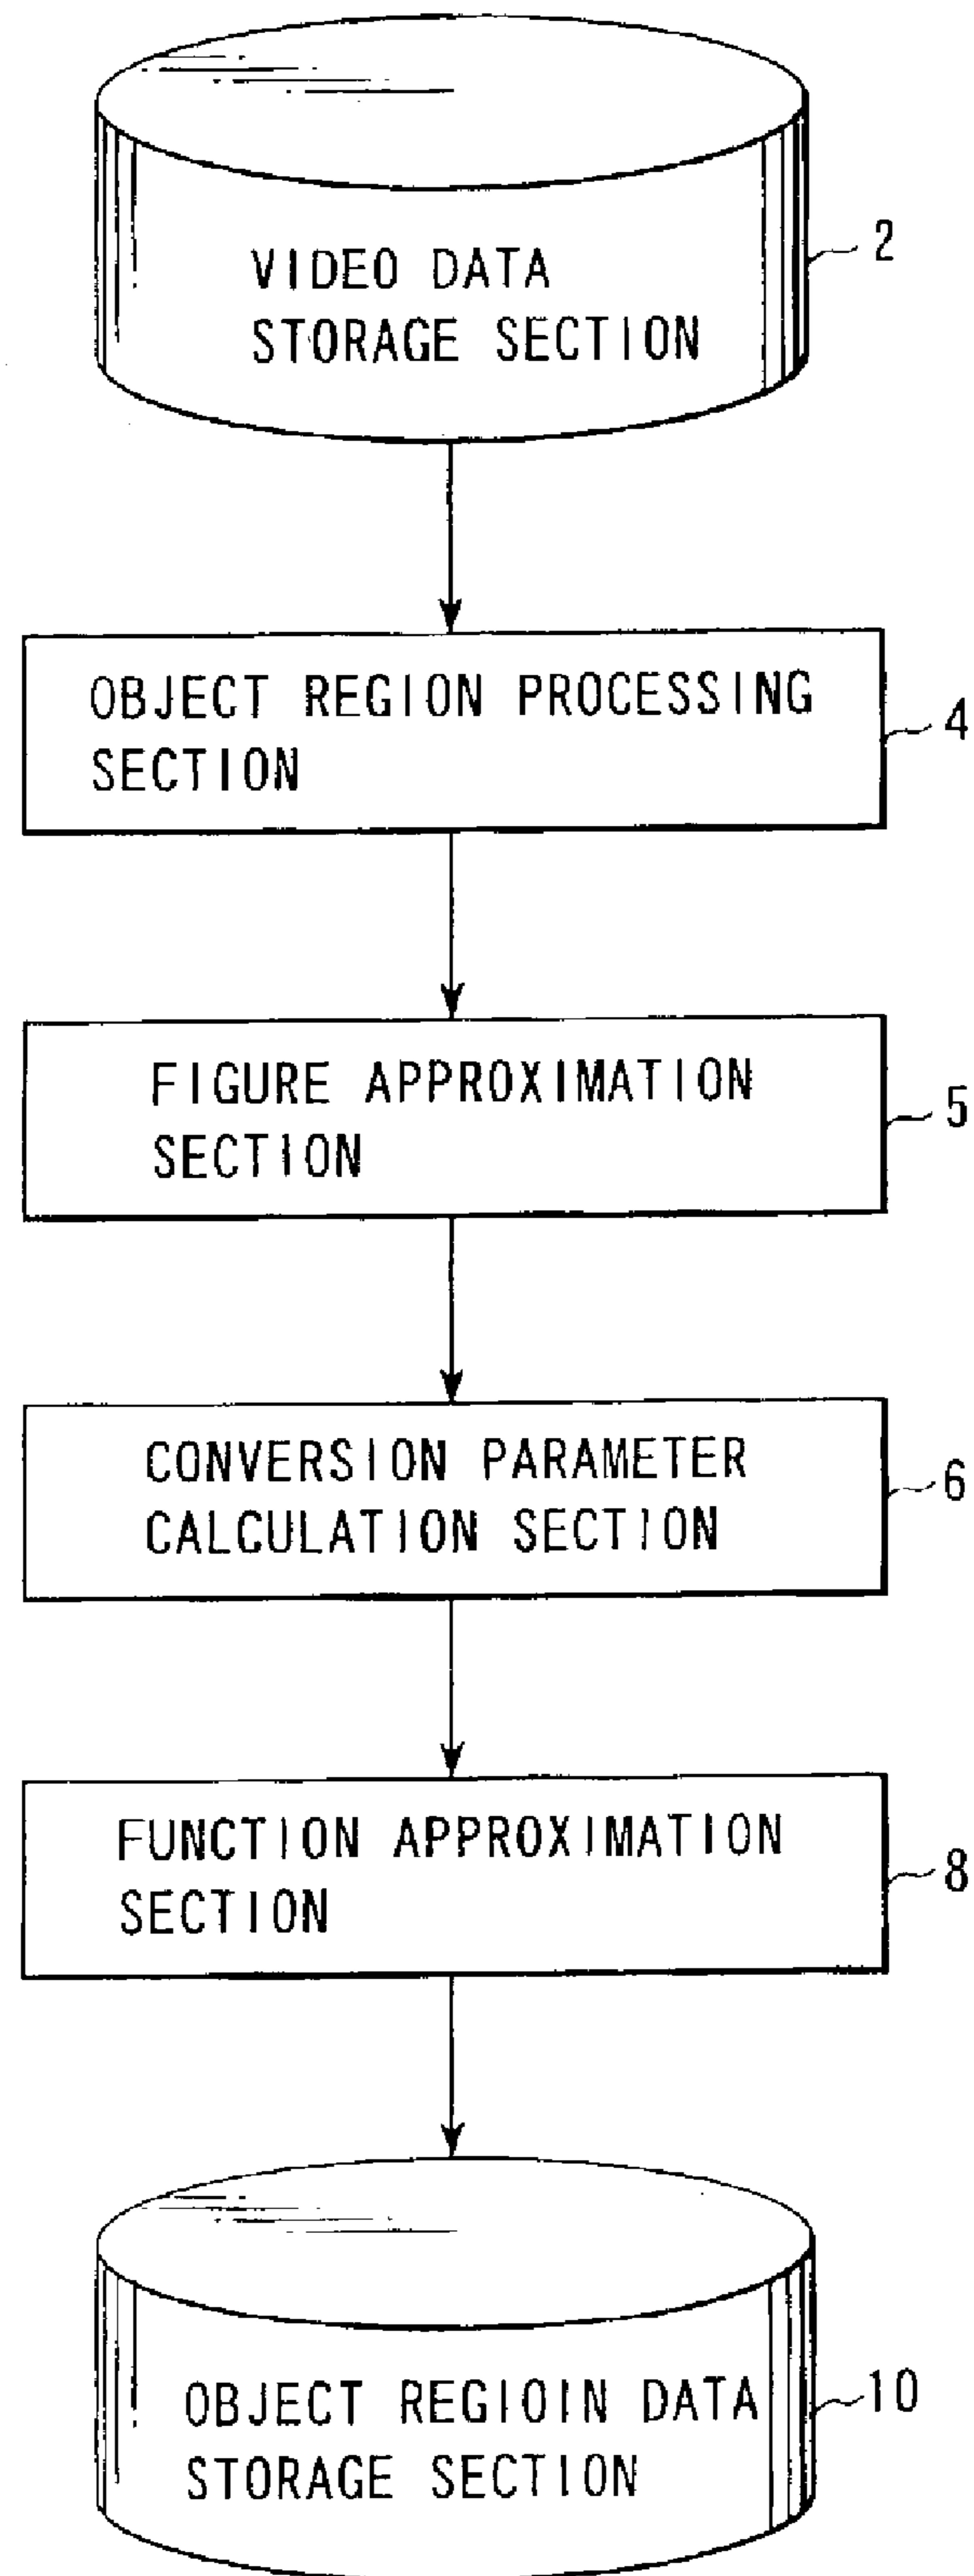 VIDEO DATA
STORAGE SECTION
2
OBJECT REGION PROCESSING
SECTION
4
FIGURE APPROXIMATION
SECTION
5
CONVERSION PARAMETER
CALCULATION SECTION
6
FUNCTION APPROXIMATION
SECTION
8
OBJECT REGIOIN DATA
STORAGE SECTION
10